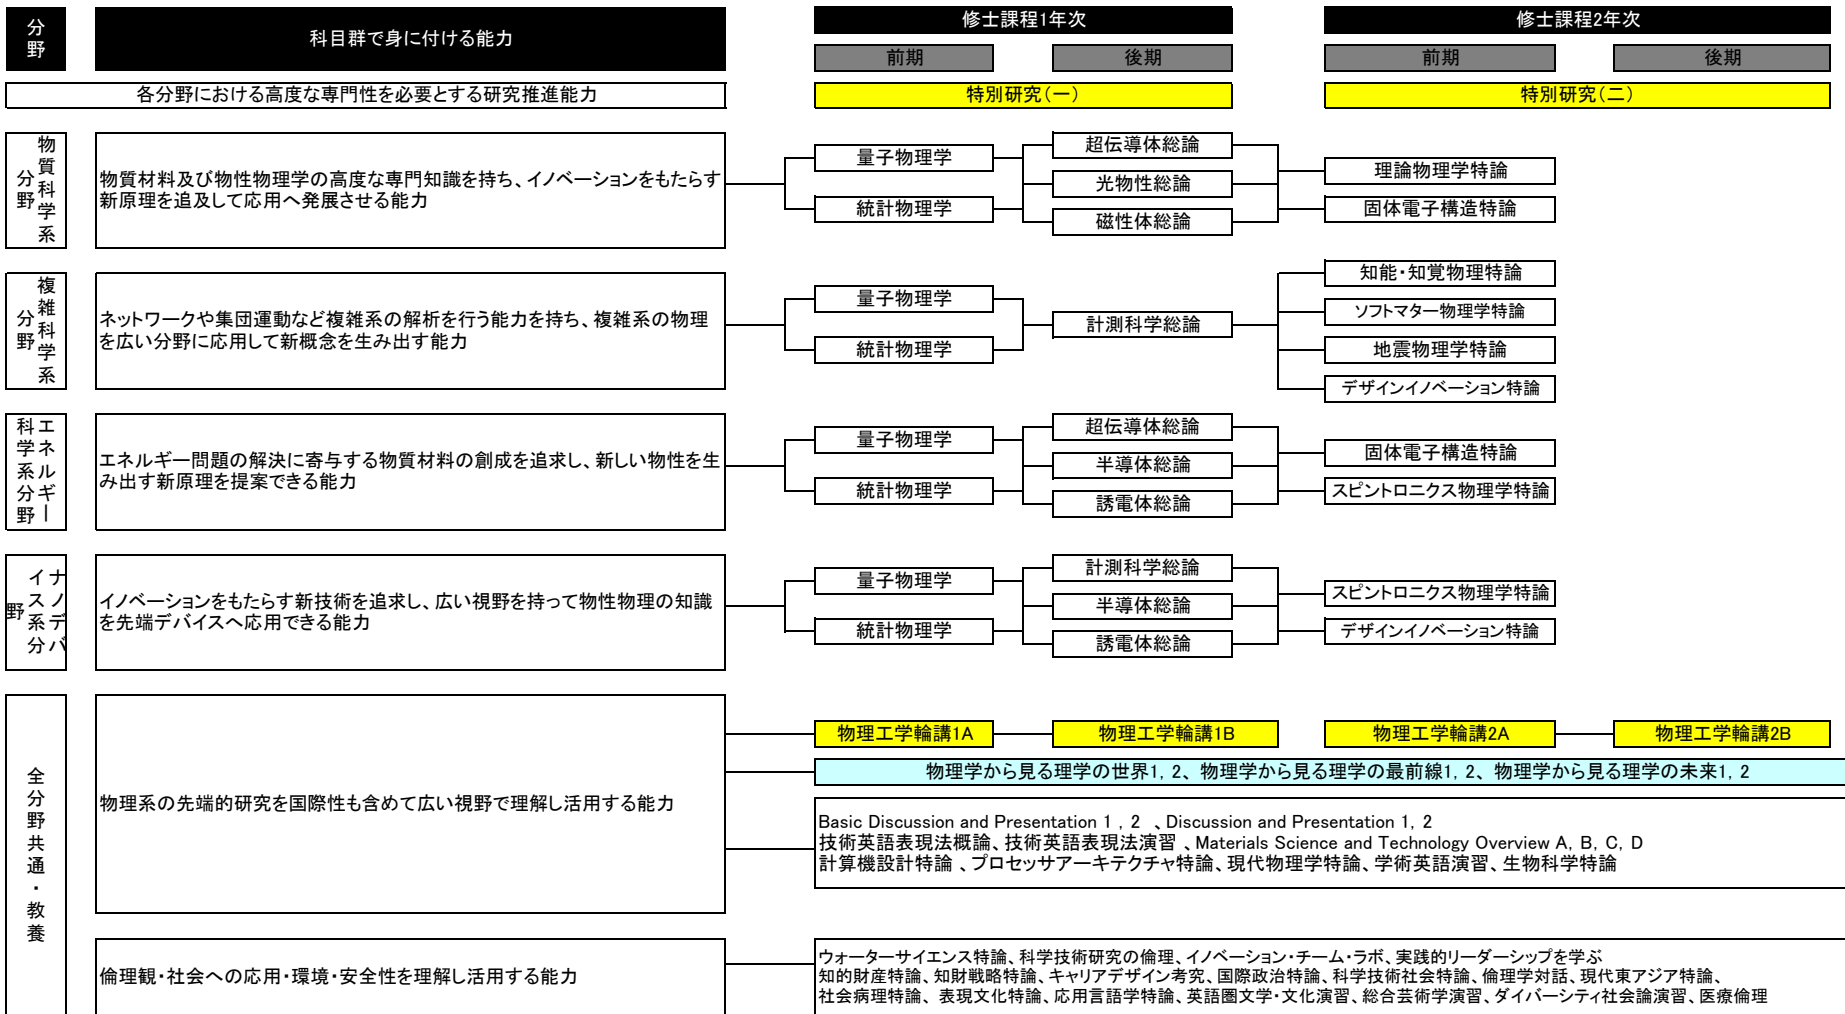 分野
科目群で身に付ける能力
修士課程1年次
修士課程2年次
前期
後期
前期
後期
各分野における高度な専門性を必要とする研究推進能力
特別研究（一）
特別研究（二）
物質科学系分野
物質材料及び物性物理学の高度な専門知識を持ち、イノベーションをもたらす
新原理を追及して応用へ発展させる能力
量子物理学
統計物理学
超伝導体総論
光物性総論
磁性体総論
理論物理学特論
固体電子構造特論
複雑科学系分野
ネットワークや集団運動など複雑系の解析を行う能力を持ち、複雑系の物理
を広い分野に応用して新概念を生み出す能力
量子物理学
統計物理学
計測科学総論
知能・知覚物理特論
ソフトマター物理学特論
地震物理学特論
デザインイノベーション特論
エネルギー科学系分野
エネルギー問題の解決に寄与する物質材料の創成を追求し、新しい物性を生
み出す新原理を提案できる能力
量子物理学
統計物理学
超伝導体総論
半導体総論
誘電体総論
固体電子構造特論
スピントロニクス物理学特論
ナノデバイス系分野
イノベーションをもたらす新技術を追求し、広い視野を持って物性物理の知識
を先端デバイスへ応用できる能力
量子物理学
統計物理学
計測科学総論
半導体総論
誘電体総論
スピントロニクス物理学特論
デザインイノベーション特論
全分野共通・教養
物理系の先端的研究を国際性も含めて広い視野で理解し活用する能力
物理工学輪講1A
物理工学輪講1B
物理工学輪講2A
物理工学輪講2B
物理学から見る理学の世界1, 2、物理学から見る理学の最前線1, 2、物理学から見る理学の未来1, 2
Basic Discussion and Presentation 1 , 2 、Discussion and Presentation 1, 2
技術英語表現法概論、技術英語表現法演習 、Materials Science and Technology Overview A, B, C, D
計算機設計特論 、プロセッサアーキテクチャ特論、現代物理学特論、学術英語演習、生物科学特論
倫理観・社会への応用・環境・安全性を理解し活用する能力
ウォーターサイエンス特論、科学技術研究の倫理、イノベーション・チーム・ラボ、実践的リーダーシップを学ぶ
知的財産特論、知財戦略特論、キャリアデザイン考究、国際政治特論、科学技術社会特論、倫理学対話、現代東アジア特論、
社会病理特論、 表現文化特論、応用言語学特論、英語圏文学・文化演習、総合芸術学演習、ダイバーシティ社会論演習、医療倫理